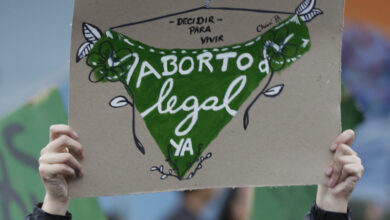 - DECIDIR -
PARA
VIVIR
ABORTO
legal
YA